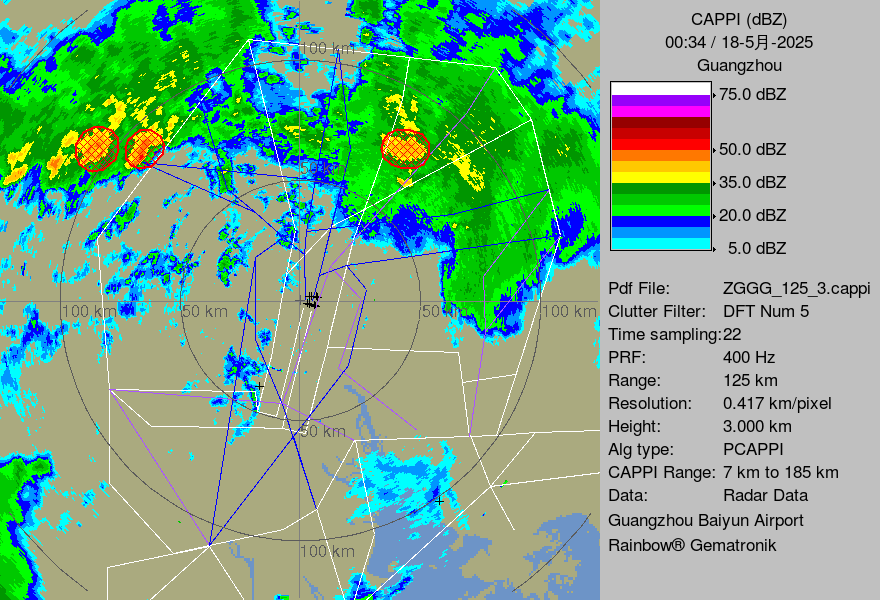 100 km
100 km
50 km
50 km
100 km
50 km
100 km
CAPPI (dBZ)
00:34 / 18-5月-2025
Guangzhou
75.0 dBZ
50.0 dBZ
35.0 dBZ
20.0 dBZ
5.0 dBZ
Pdf File: ZGGG_125_3.cappi
Clutter Filter: DFT Num 5
Time sampling:22
PRF: 400 Hz
Range: 125 km
Resolution: 0.417 km/pixel
Height: 3.000 km
Alg type: PCAPPI
CAPPI Range: 7 km to 185 km
Data: Radar Data
Guangzhou Baiyun Airport
Rainbow® Gematronik